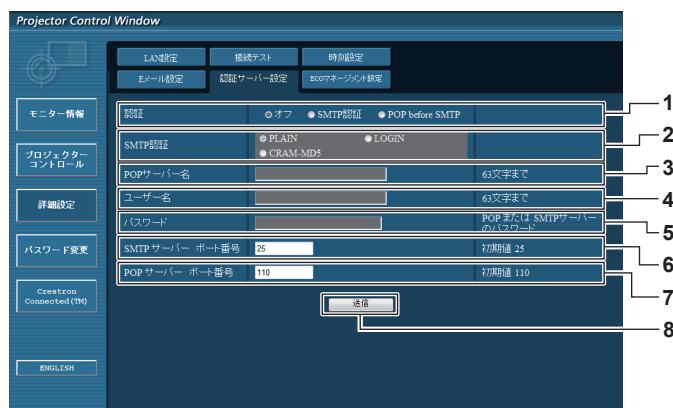 Projector Control Window
LAN設定 接続テスト 時刻設定
Eメール設定 認証サーバー設定 ECOマネージメント設定
モニター情報
プロジェクター
コントロール
詳細設定
パスワード変更
Crestron
Connected(TM)
ENGLISH
認証 オフ SMTP認証 POP before SMTP 1
SMTP認証 PLAIN LOGIN 2
CRAM-MD5
POPサーバー名 63文字まで 3
ユーザー名 63文字まで 4
パスワード POP または SMTPサーバー
のパスワード 5
SMTP サーバー ポート番号 25 初期値 25 6
POP サーバー ポート番号 110 初期値 110 7
送信 8